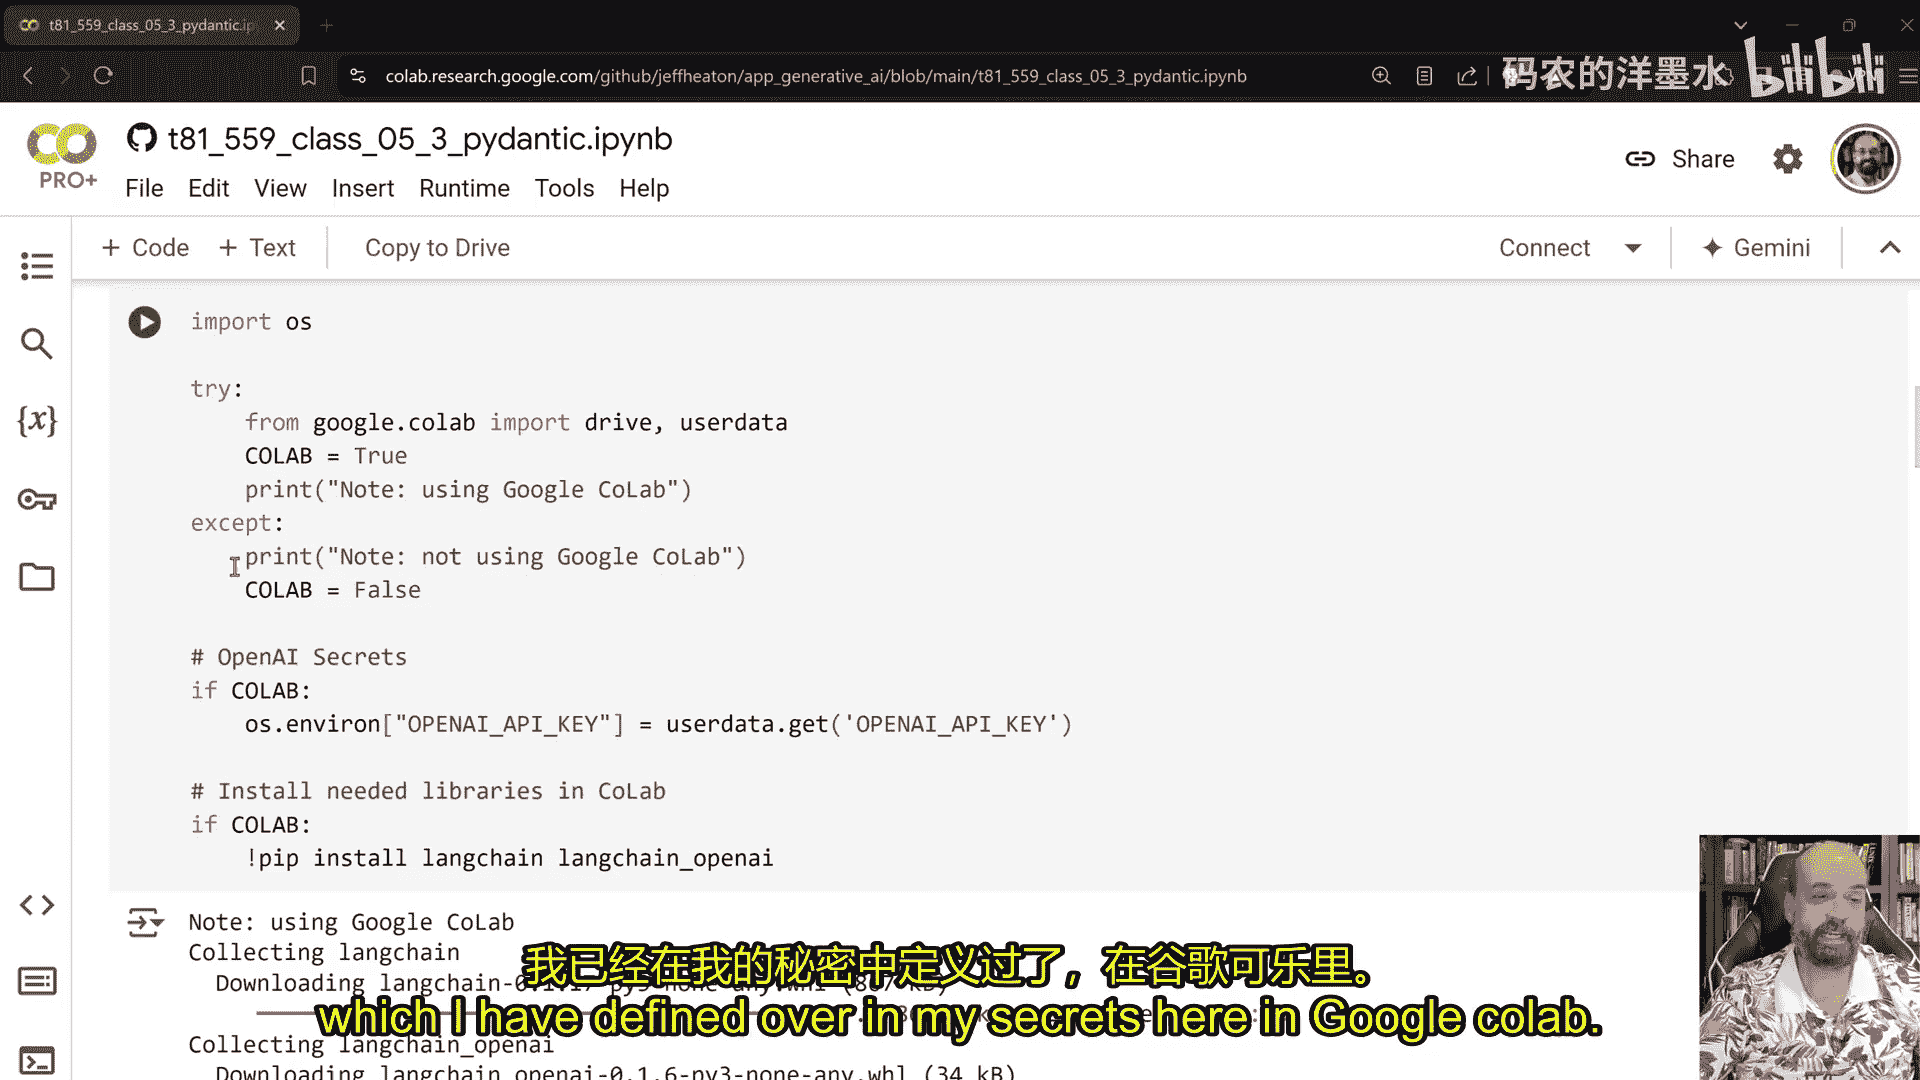 t81_559_class_05_3_pydantic.ip
colab.research.google.com/github/jeffheaton/app_generative_ai/blob/main/t81_559_class_05_3_pydantic.ipynb
码农的洋墨水
bilibili
t81_559_class_05_3_pydantic.ipynb
PRO+
File Edit View Insert Runtime Tools Help
Share
+ Code + Text Copy to Drive
Connect
Gemini
import os
try:
from google.colab import drive, userdata
COLAB = True
print("Note: using Google CoLab")
except:
print("Note: not using Google CoLab")
COLAB = False
# OpenAI Secrets
if COLAB:
os.environ["OPENAI_API_KEY"] = userdata.get('OPENAI_API_KEY')
# Install needed libraries in CoLab
if COLAB:
!pip install langchain langchain_openai
Note: using Google CoLab
Collecting langchain
我已经在我的秘密中定义过了，在谷歌可乐里。
Downloading
which I have defined over in my secrets here in Google colab.
Collecting langchain_openai
Downloading langchain_openai-0.1.6-py3-none-any.whl (34 kB)